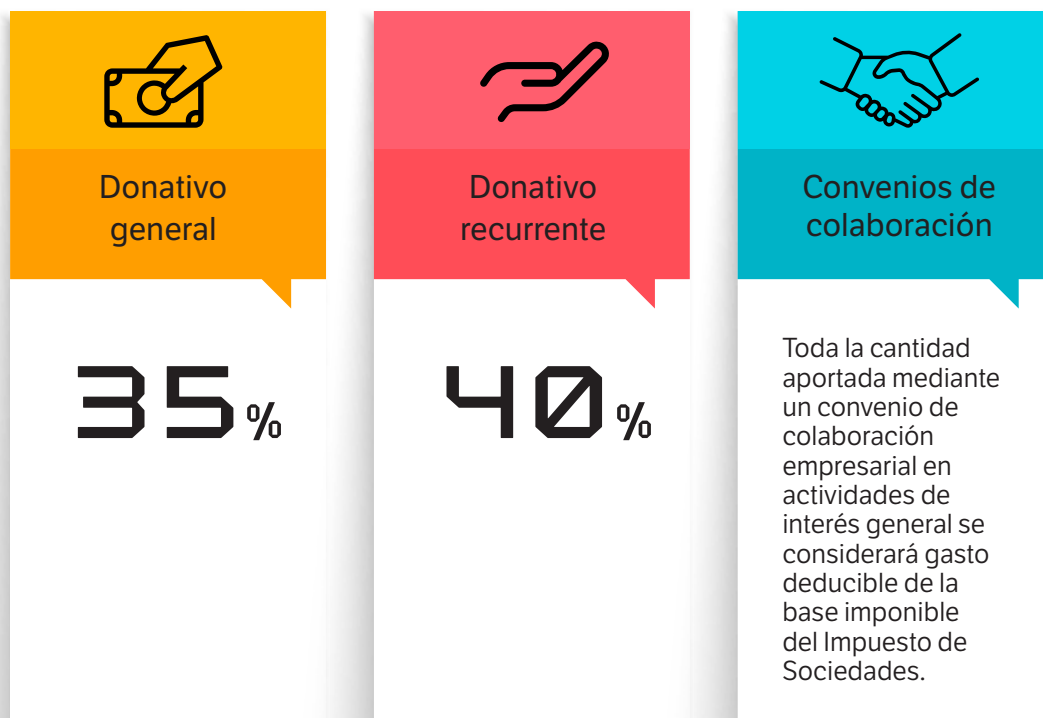 Donativo
general
35%
Donativo
recurrente
40%
Convenios de
colaboración
Toda la cantidad
aportada mediante
un convenio de
colaboración
empresarial en
actividades de
interés general se
considerará gasto
deducible de la
base imponible
del Impuesto de
Sociedades.